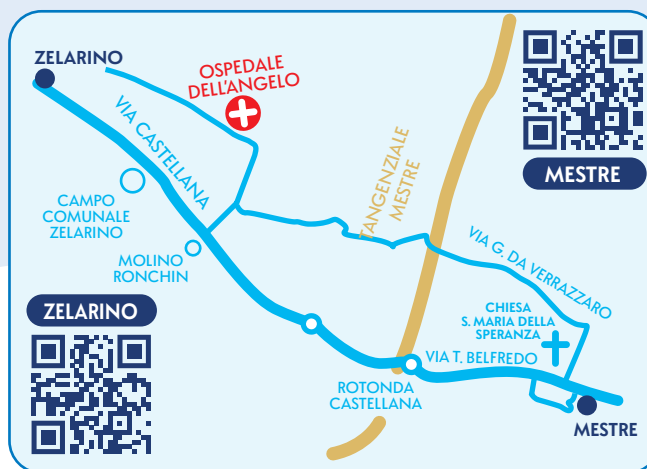 ZELARINO
OSPEDALE
DELL'ANGELO
MESTRE
VIA CASTELLANA
TANGENZIALE
MESTRE
CAMPO
COMUNALE
ZELARINO
MOLINO
RONCHIN
VIA G. DA VERRAZZARO
ZELARINO
CHIESA
S. MARIA DELLA
SPERANZA
VIA T. BELFREDO
ROTONDA
CASTELLANA
MESTRE